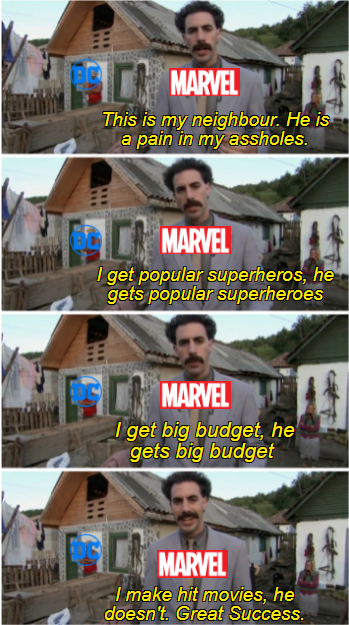 DC
MARVEL
This is my neighbour. He is
a pain in my assholes.
DC
MARVEL
I get popular superheros, he
gets popular superheroes
DC
MARVEL
I get big budget, he
gets big budget
DC
MARVEL
I make hit movies, he
doesn't. Great Success.